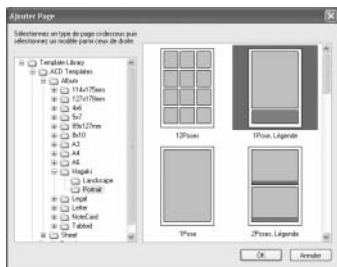 Ajouter Page
Sélectionnez un type de page ci-dessous puis
sélectionnez un modèle parmi ceux de droite.
Template Library
ACD Templates
Album
114x175mm
127x178mm
4x6
5x7
89x127mm
8x10
A3
A4
A6
Hagaki
Landscape
Portrait
Legal
Letter
NoteCard
Tabbed
Sheet
12Poses
1Pose, Légende
1Pose
2Poses, Légende
OK
Annuler